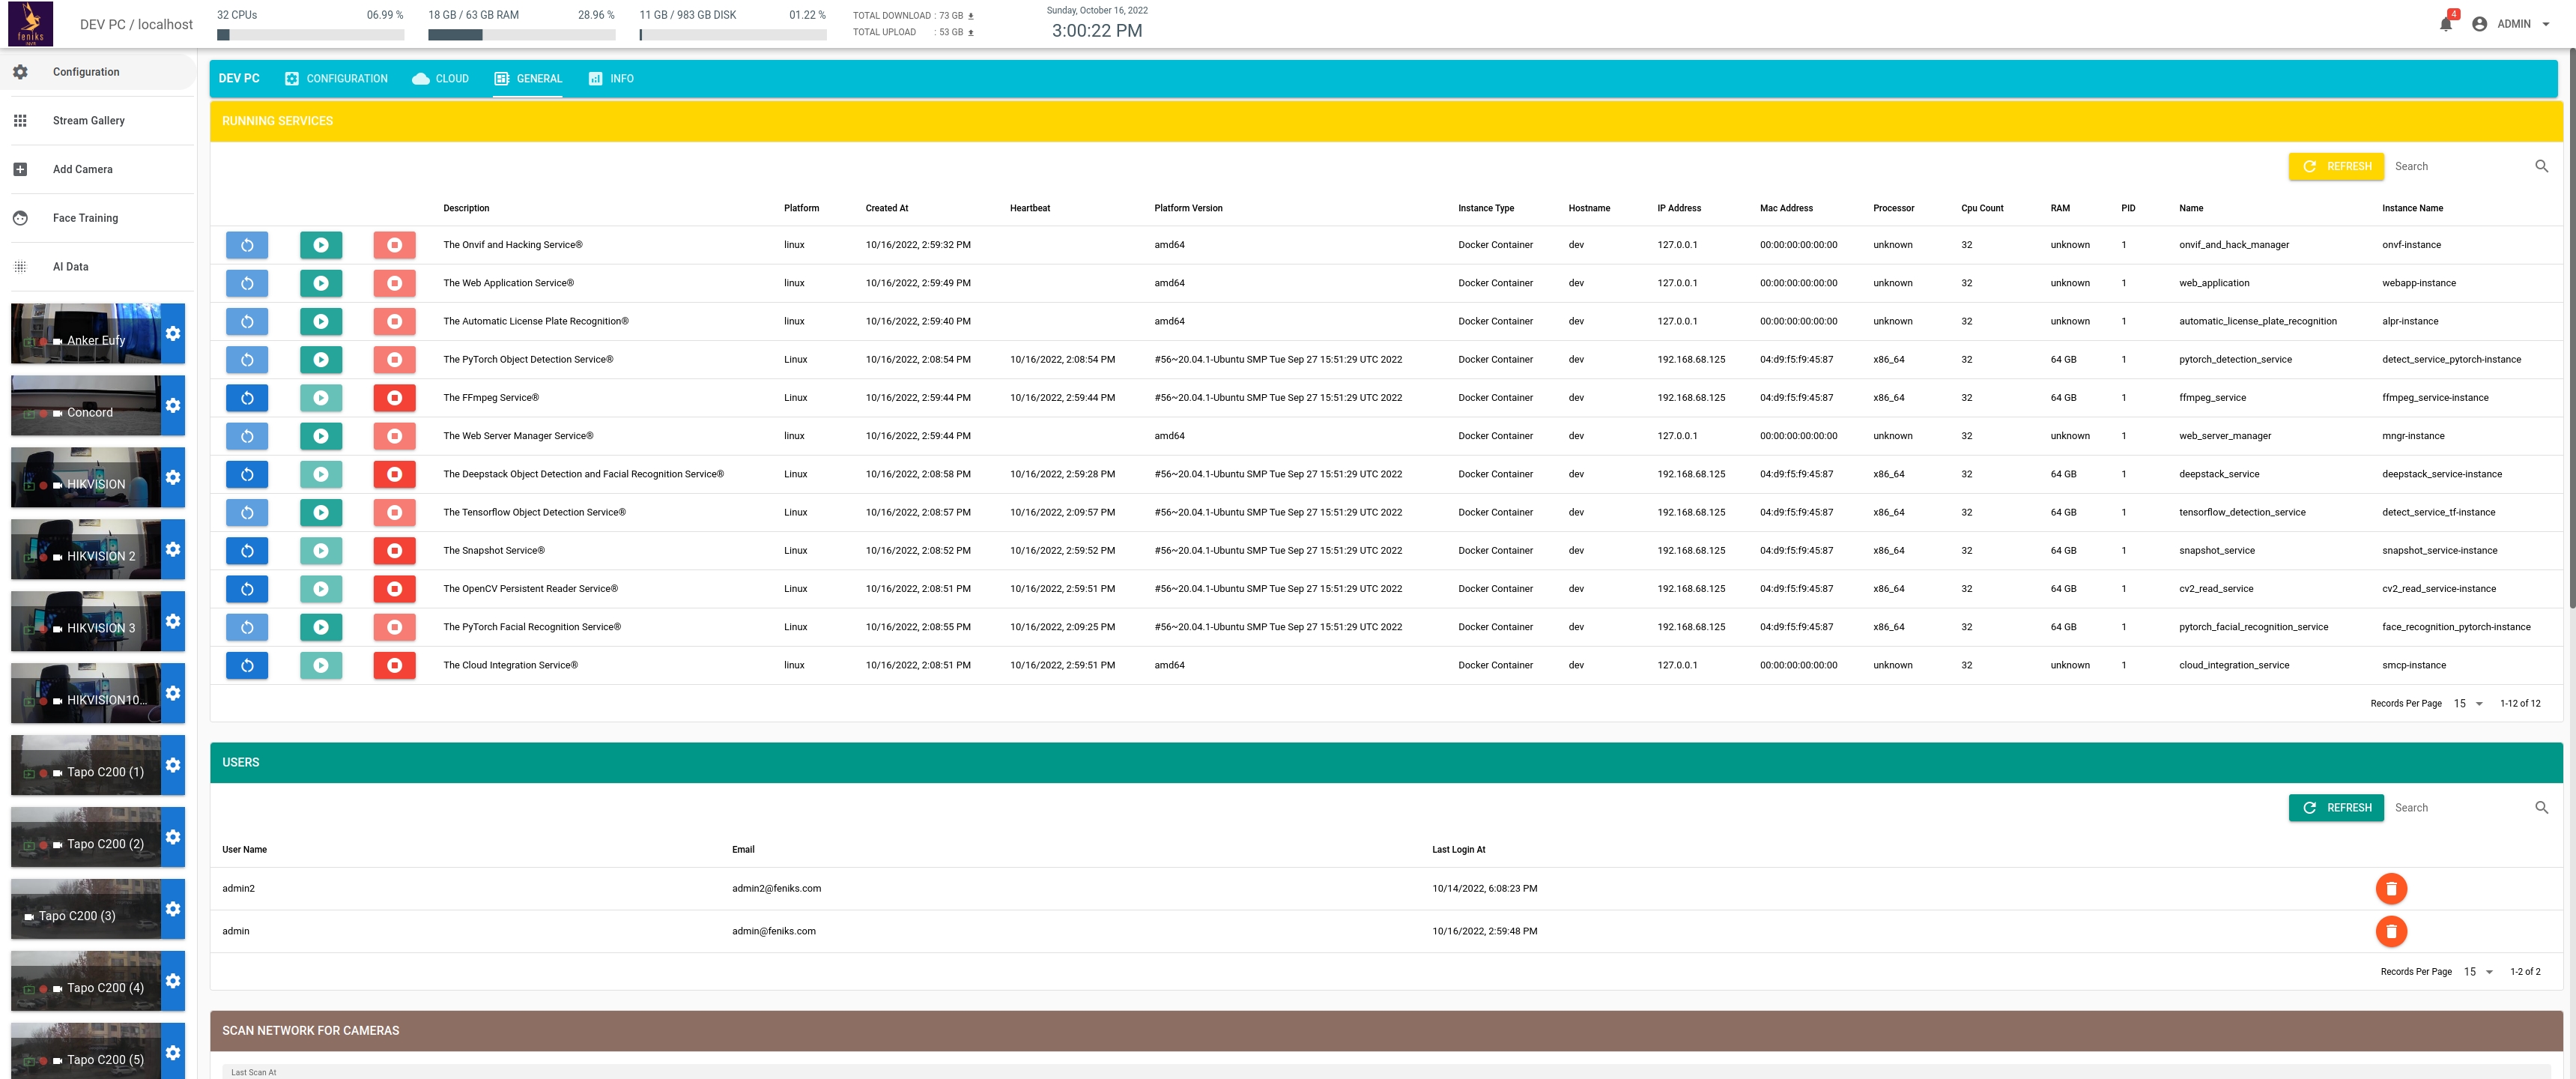 feniks
DEV PC / localhost
32 CPUs 06.99 %
18 GB / 63 GB RAM 28.96 %
11 GB / 983 GB DISK 01.22 %
TOTAL DOWNLOAD : 73 GB
TOTAL UPLOAD : 53 GB
Sunday, October 16, 2022
3:00:22 PM
4
ADMIN
Configuration
Stream Gallery
Add Camera
Face Training
AI Data
Anker Eufy
Concord
HIKVISION
HIKVISION 2
HIKVISION 3
HIKVISION10...
Tapo C200 (1)
Tapo C200 (2)
Tapo C200 (3)
Tapo C200 (4)
Tapo C200 (5)
DEV PC CONFIGURATION CLOUD GENERAL INFO
RUNNING SERVICES
REFRESH Search
Description Platform Created At Heartbeat Platform Version Instance Type Hostname IP Address Mac Address Processor Cpu Count RAM PID Name Instance Name
The Onvif and Hacking Service® linux 10/16/2022, 2:59:32 PM amd64 Docker Container dev 127.0.0.1 00:00:00:00:00:00 unknown 32 unknown 1 onvif_and_hack_manager onvf-instance
The Web Application Service® linux 10/16/2022, 2:59:49 PM amd64 Docker Container dev 127.0.0.1 00:00:00:00:00:00 unknown 32 unknown 1 web_application webapp-instance
The Automatic License Plate Recognition® linux 10/16/2022, 2:59:40 PM amd64 Docker Container dev 127.0.0.1 00:00:00:00:00:00 unknown 32 unknown 1 automatic_license_plate_recognition alpr-instance
The PyTorch Object Detection Service® Linux 10/16/2022, 2:08:54 PM 10/16/2022, 2:08:54 PM #56~20.04.1-Ubuntu SMP Tue Sep 27 15:51:29 UTC 2022 Docker Container dev 192.168.68.125 04:d9:f5:f9:45:87 x86_64 32 64 GB 1 pytorch_detection_service detect_service_pytorch-instance
The FFmpeg Service® Linux 10/16/2022, 2:59:44 PM 10/16/2022, 2:59:44 PM #56~20.04.1-Ubuntu SMP Tue Sep 27 15:51:29 UTC 2022 Docker Container dev 192.168.68.125 04:d9:f5:f9:45:87 x86_64 32 64 GB 1 ffmpeg_service ffmpeg_service-instance
The Web Server Manager Service® linux 10/16/2022, 2:59:44 PM amd64 Docker Container dev 127.0.0.1 00:00:00:00:00:00 unknown 32 unknown 1 web_server_manager mngr-instance
The Deepstack Object Detection and Facial Recognition Service® Linux 10/16/2022, 2:08:58 PM 10/16/2022, 2:59:28 PM #56~20.04.1-Ubuntu SMP Tue Sep 27 15:51:29 UTC 2022 Docker Container dev 192.168.68.125 04:d9:f5:f9:45:87 x86_64 32 64 GB 1 deepstack_service deepstack_service-instance
The Tensorflow Object Detection Service® Linux 10/16/2022, 2:08:57 PM 10/16/2022, 2:09:57 PM #56~20.04.1-Ubuntu SMP Tue Sep 27 15:51:29 UTC 2022 Docker Container dev 192.168.68.125 04:d9:f5:f9:45:87 x86_64 32 64 GB 1 tensorflow_detection_service detect_service_tf-instance
The Snapshot Service® Linux 10/16/2022, 2:08:52 PM 10/16/2022, 2:59:52 PM #56~20.04.1-Ubuntu SMP Tue Sep 27 15:51:29 UTC 2022 Docker Container dev 192.168.68.125 04:d9:f5:f9:45:87 x86_64 32 64 GB 1 snapshot_service snapshot_service-instance
The OpenCV Persistent Reader Service® Linux 10/16/2022, 2:08:51 PM 10/16/2022, 2:59:51 PM #56~20.04.1-Ubuntu SMP Tue Sep 27 15:51:29 UTC 2022 Docker Container dev 192.168.68.125 04:d9:f5:f9:45:87 x86_64 32 64 GB 1 cv2_read_service cv2_read_service-instance
The PyTorch Facial Recognition Service® Linux 10/16/2022, 2:08:55 PM 10/16/2022, 2:09:25 PM #56~20.04.1-Ubuntu SMP Tue Sep 27 15:51:29 UTC 2022 Docker Container dev 192.168.68.125 04:d9:f5:f9:45:87 x86_64 32 64 GB 1 pytorch_facial_recognition_service face_recognition_pytorch-instance
The Cloud Integration Service® linux 10/16/2022, 2:08:51 PM 10/16/2022, 2:59:51 PM amd64 Docker Container dev 127.0.0.1 00:00:00:00:00:00 unknown 32 unknown 1 cloud_integration_service smcp-instance
Records Per Page 15 1-12 of 12
USERS
REFRESH Search
User Name Email Last Login At
admin2 admin2@feniks.com 10/14/2022, 6:08:23 PM
admin admin@feniks.com 10/16/2022, 2:59:48 PM
Records Per Page 15 1-2 of 2
SCAN NETWORK FOR CAMERAS
Last Scan At